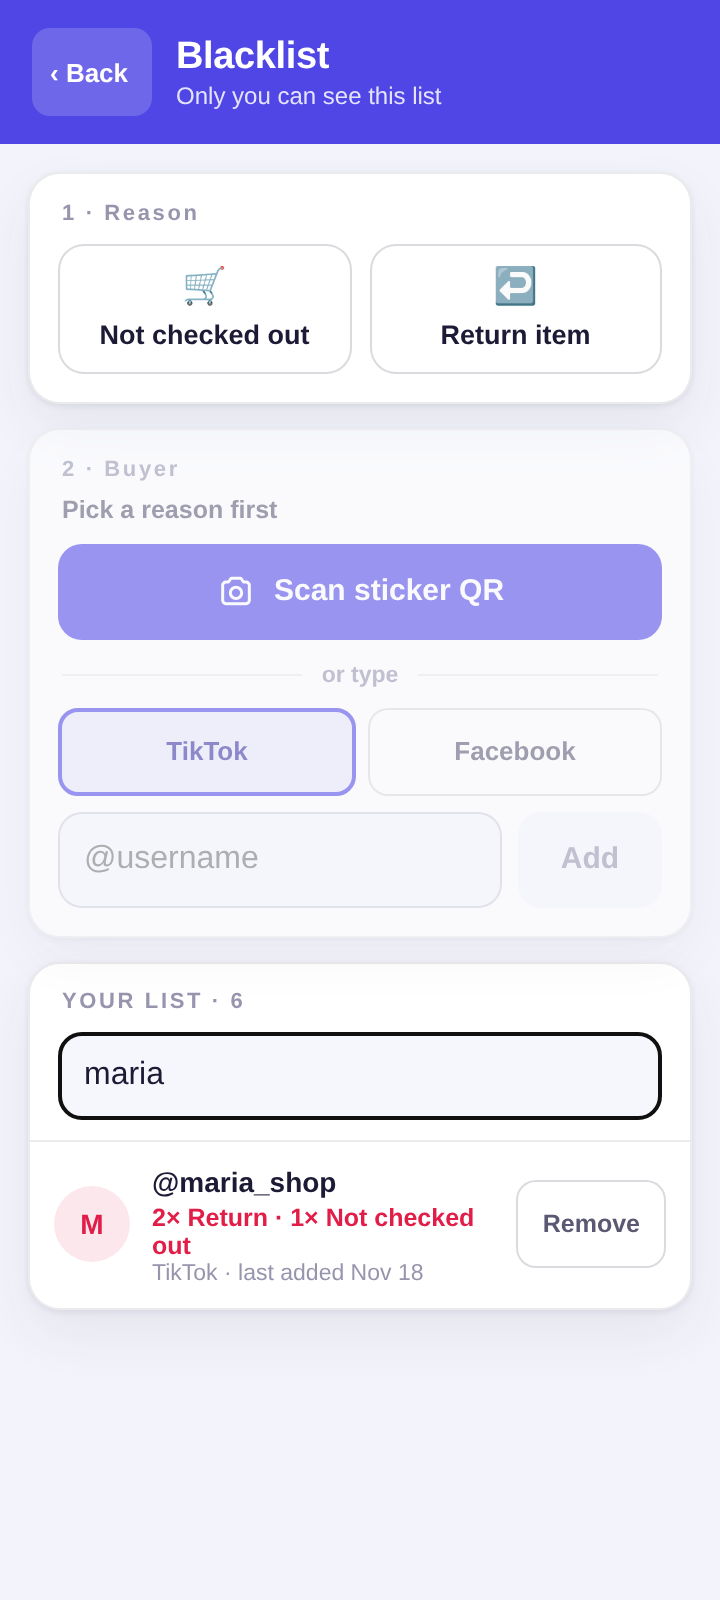 ‹ Back
Blacklist
Only you can see this list
1 · Reason
Not checked out
Return item
2 · Buyer
Pick a reason first
Scan sticker QR
or type
TikTok
Facebook
@username
Add
YOUR LIST · 6
maria
M
@maria_shop
2× Return · 1× Not checked
out
TikTok · last added Nov 18
Remove